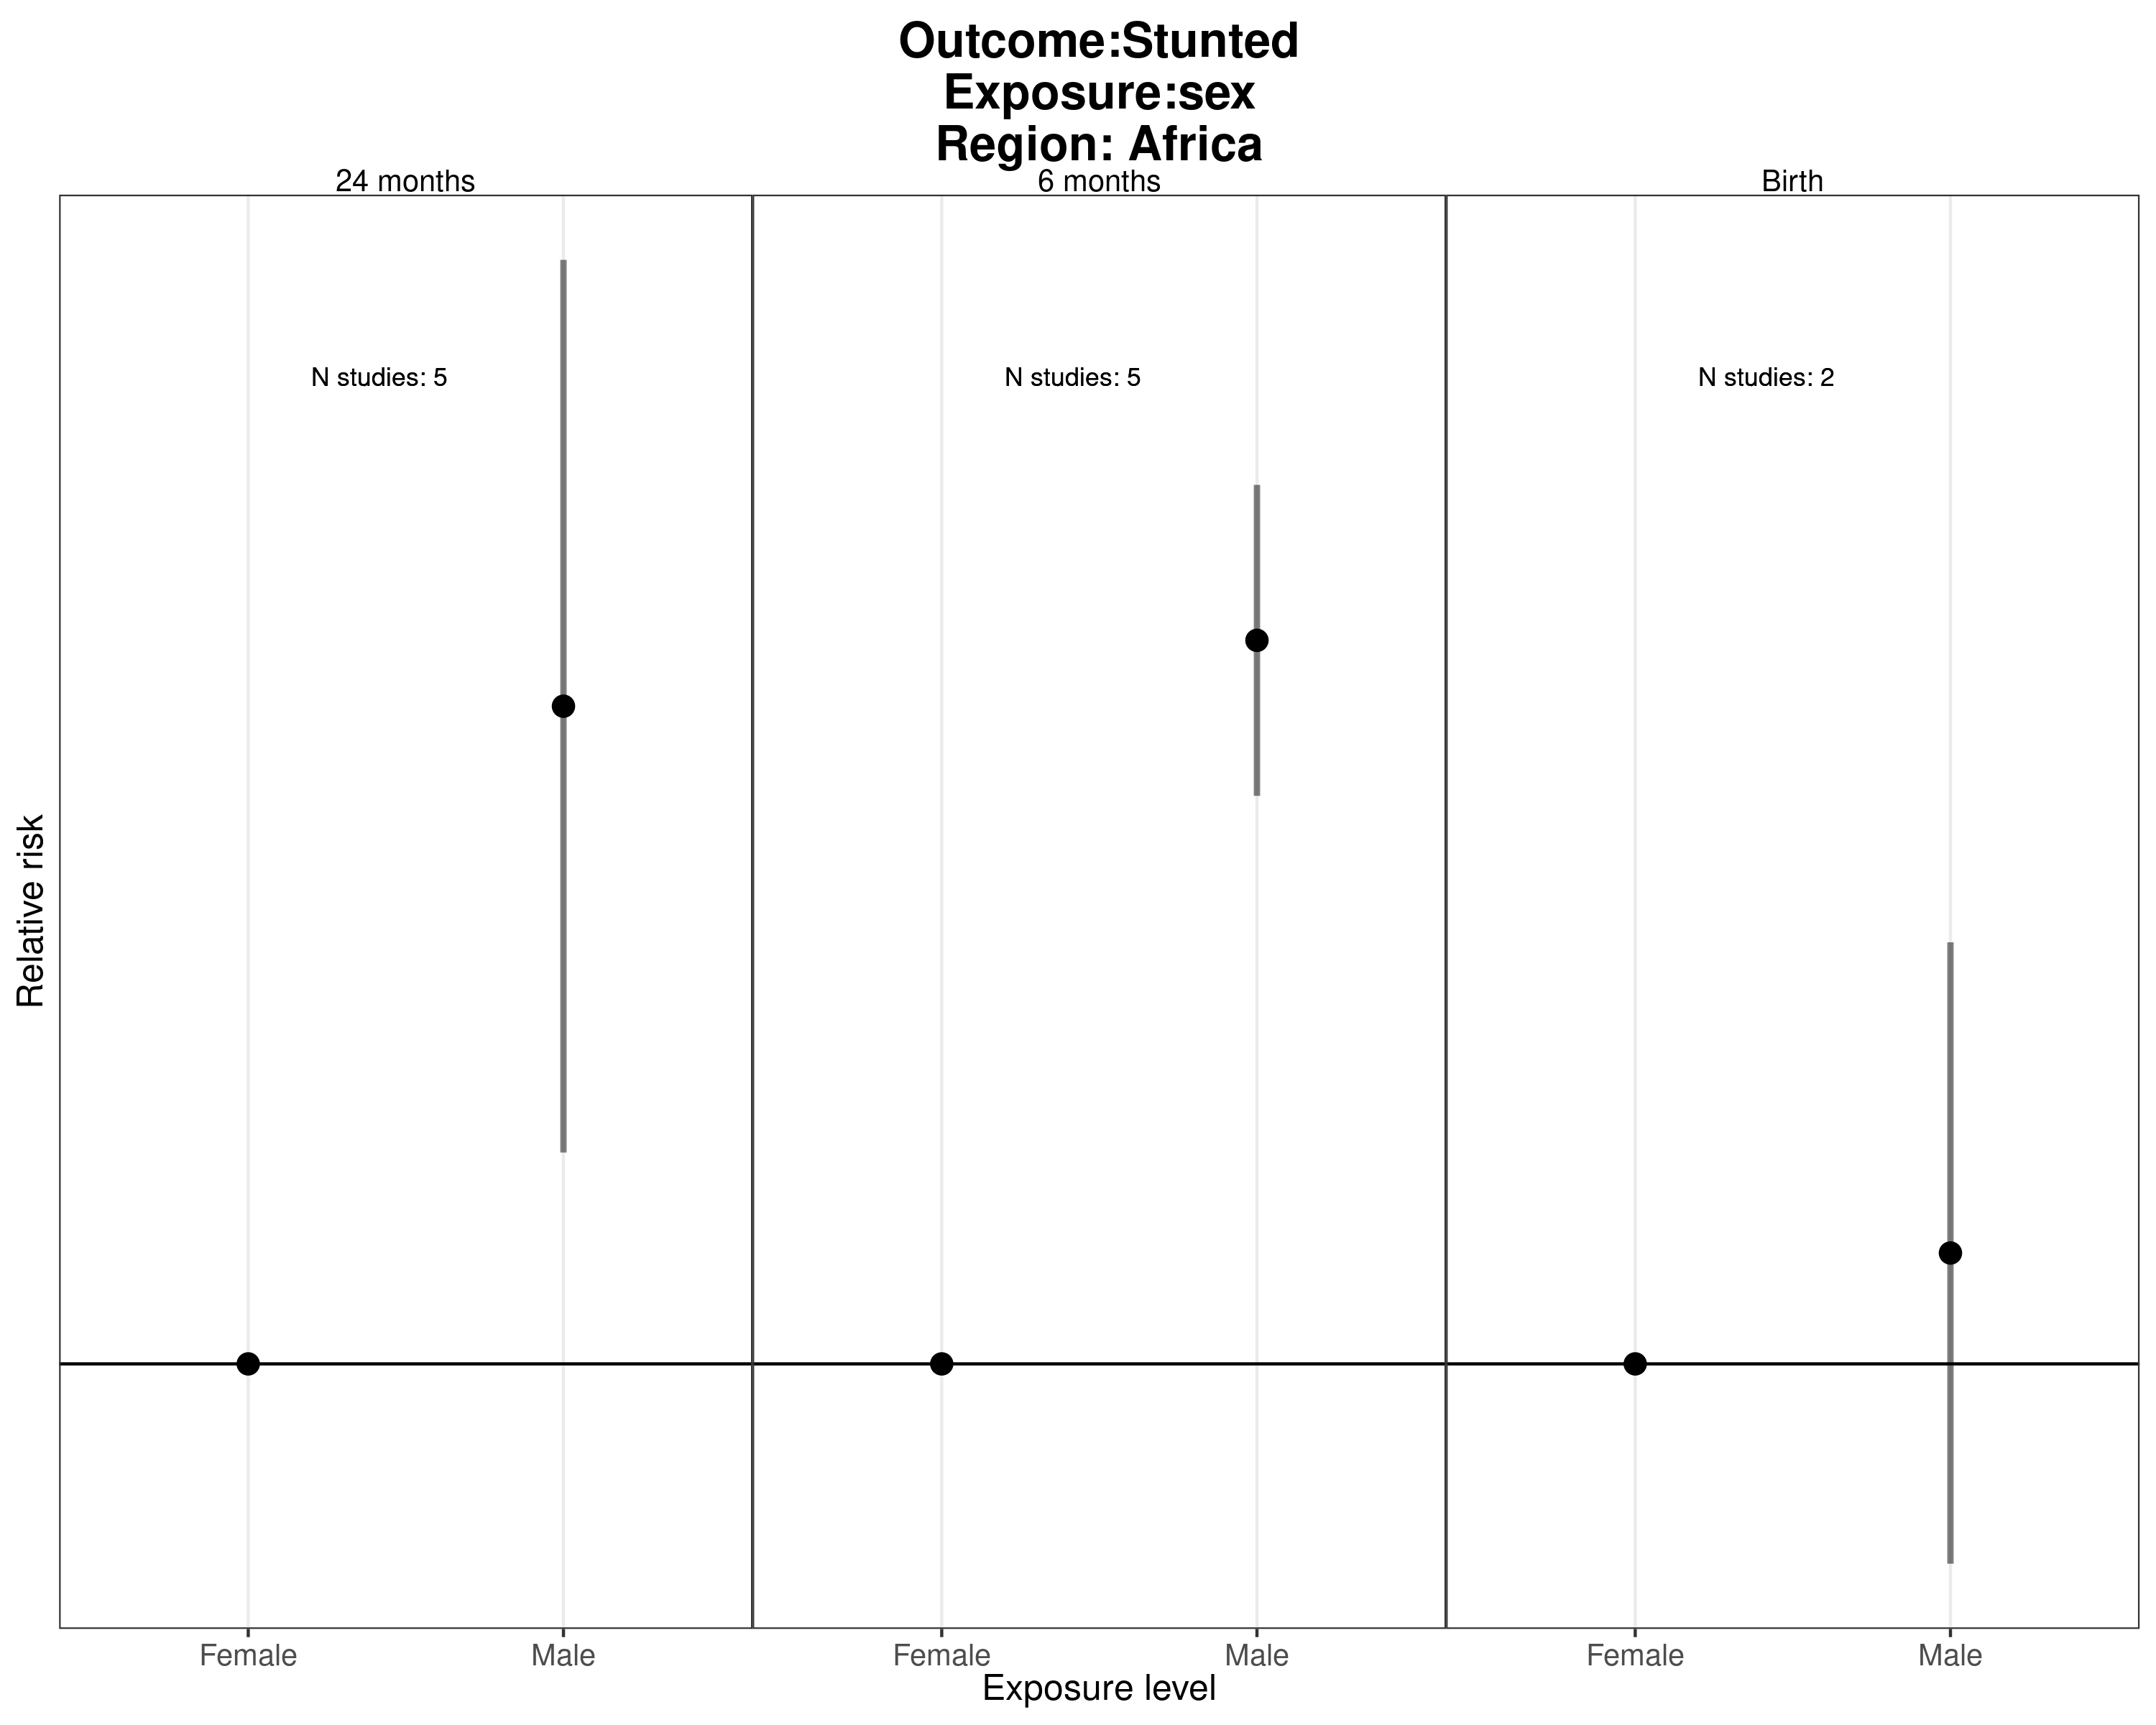 Outcome:Stunted
Exposure:sex
Region: Africa
24 months
6 months
Birth
N studies: 5
N studies: 5
N studies: 2
Relative risk
Female
Male
Female
Male
Female
Male
Exposure level